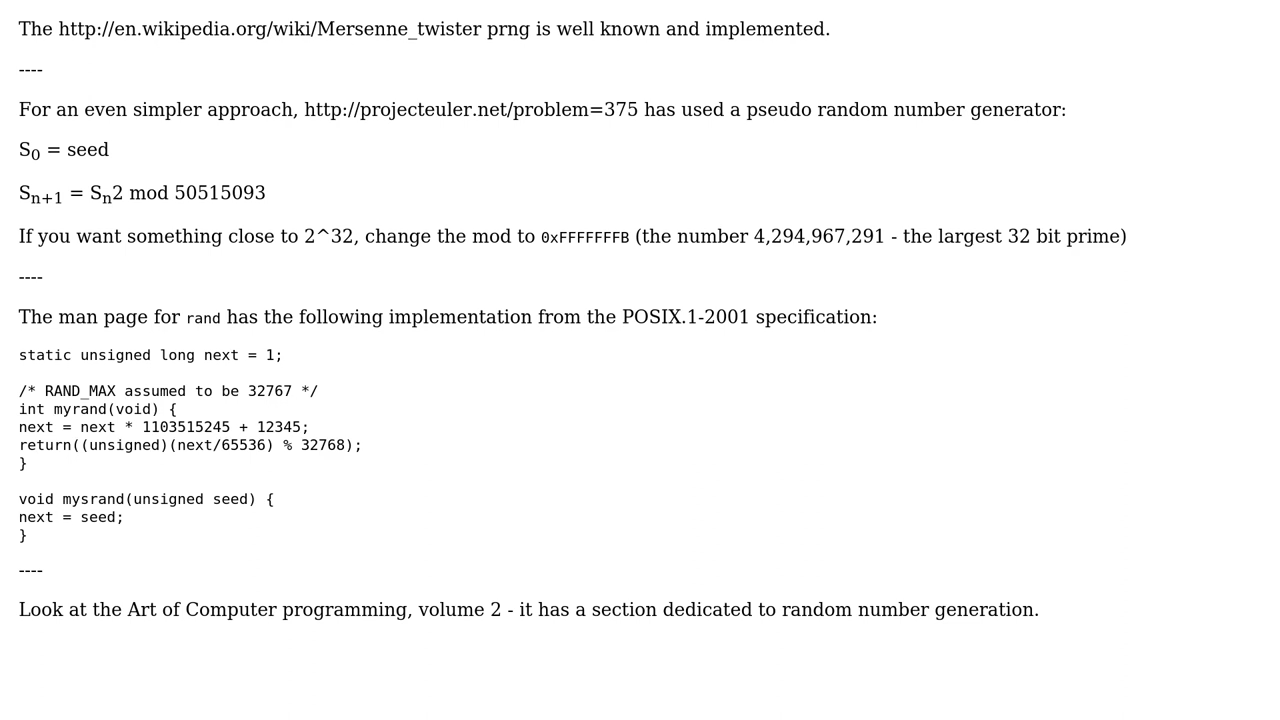 The http://en.wikipedia.org/wiki/Mersenne_twister prng is well known and implemented.
----
For an even simpler approach, http://projecteuler.net/problem=375 has used a pseudo random number generator:
S0 = seed
Sn+1 = Sn2 mod 50515093
If you want something close to 2^32, change the mod to 0xFFFFFFFB (the number 4,294,967,291 - the largest 32 bit prime)
----
The man page for rand has the following implementation from the POSIX.1-2001 specification:
static unsigned long next = 1;
/* RAND_MAX assumed to be 32767 */
int myrand(void) {
next = next * 1103515245 + 12345;
return((unsigned)(next/65536) % 32768);
}
void mysrand(unsigned seed) {
next = seed;
}
----
Look at the Art of Computer programming, volume 2 - it has a section dedicated to random number generation.